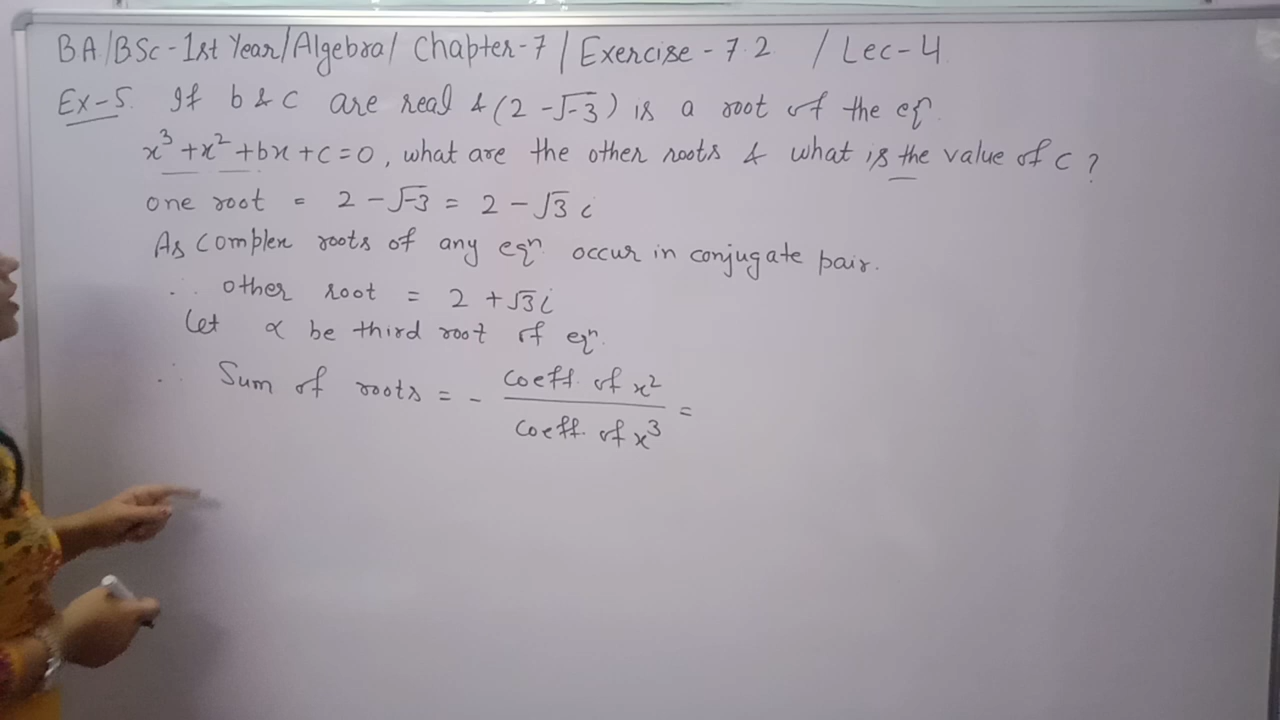 BA/BSc-1st Year/Algebra/ Chapter-7/Exercise-7.2 / Lec-4
Ex-5. If b & c are real & (2 - √-3) is a root of the eqn.
x³ + x² + bx + c = 0, what are the other roots & what is the value of c?
one root = 2 - √-3 = 2 - √3 i
As complex roots of any eqn. occur in conjugate pair.
∴ other root = 2 + √3 i
Let α be third root of eqn.
∴ Sum of roots = - coeff. of x² / coeff. of x³ =